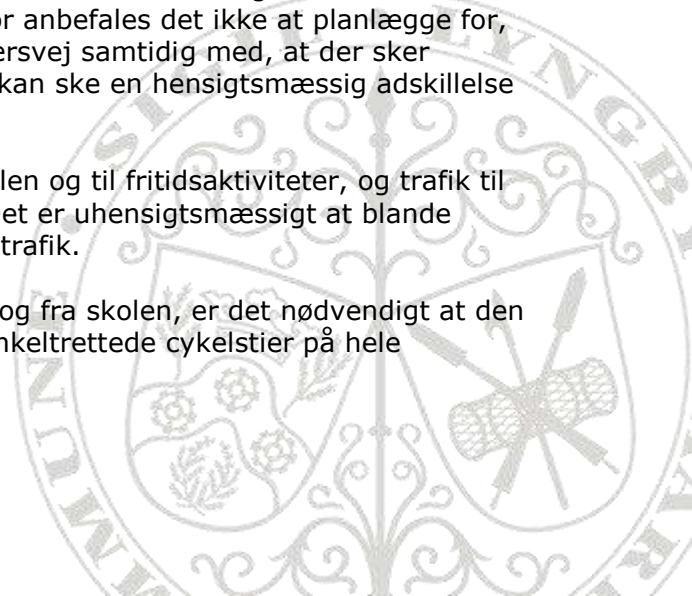 r anbefales det ikke at planlægge for,
ersvej samtidig med, at der sker
kan ske en hensigtsmæssig adskillelse
len og til fritidsaktiviteter, og trafik til
et er uhensigtsmæssigt at blande
trafik.
og fra skolen, er det nødvendigt at den
nkeltrettede cykelstier på hele
SIGIL
LYNGBY